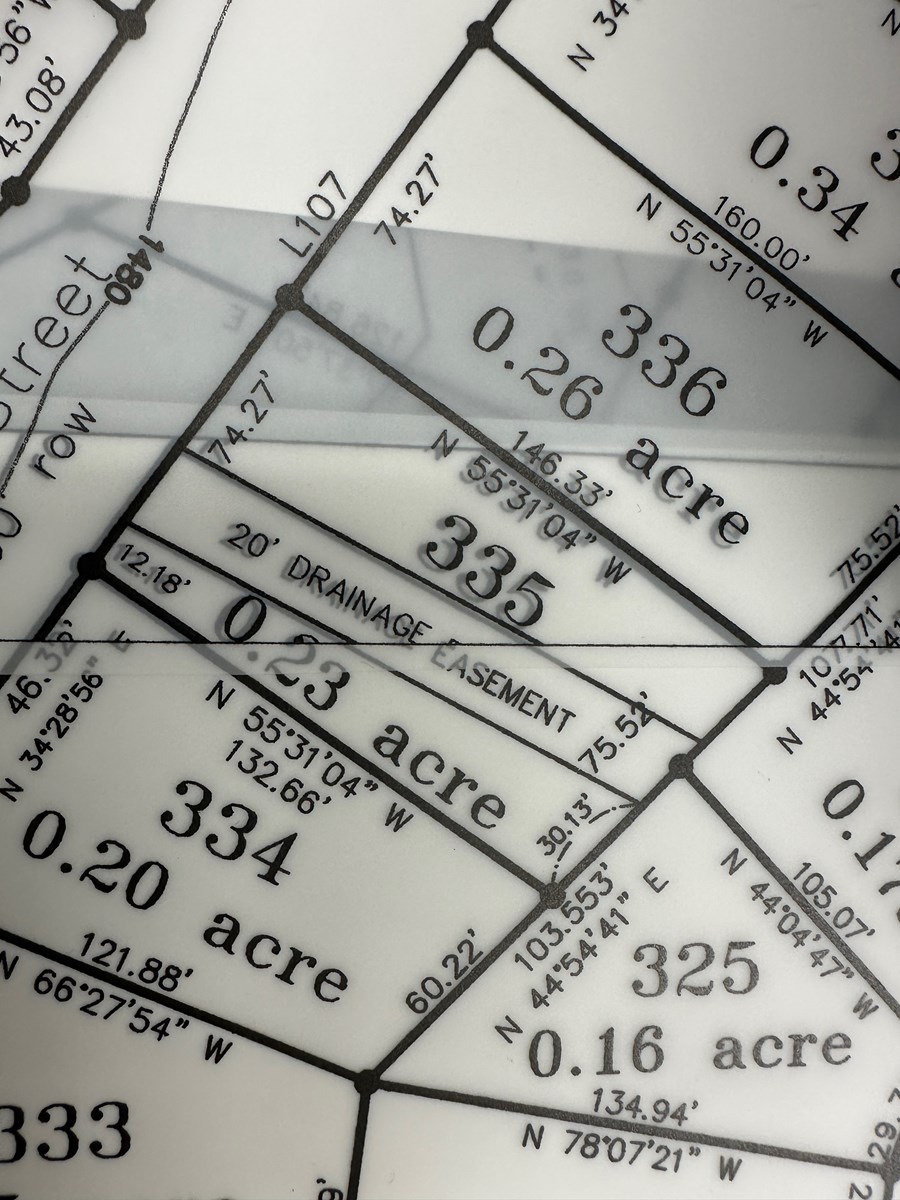 43.08'
L107
74.27'
1480
Street
row
N 34
0.34
160.00'
N 55°31'04" W
336
0.26 acre
74.27'
146.33'
N 55°31'04" W
335
0.23 acre
20' DRAINAGE EASEMENT
12.18'
75.52'
107.71'
75.52'
30.13'
N 34°28'56" E
N 55°31'04" W
132.66'
334
0.20 acre
121.88'
N 66°27'54" W
60.22'
103.553'
N 44°54'41" E
N 44°04'47" W
105.07'
325
0.16 acre
134.94'
N 78°07'21" W
333